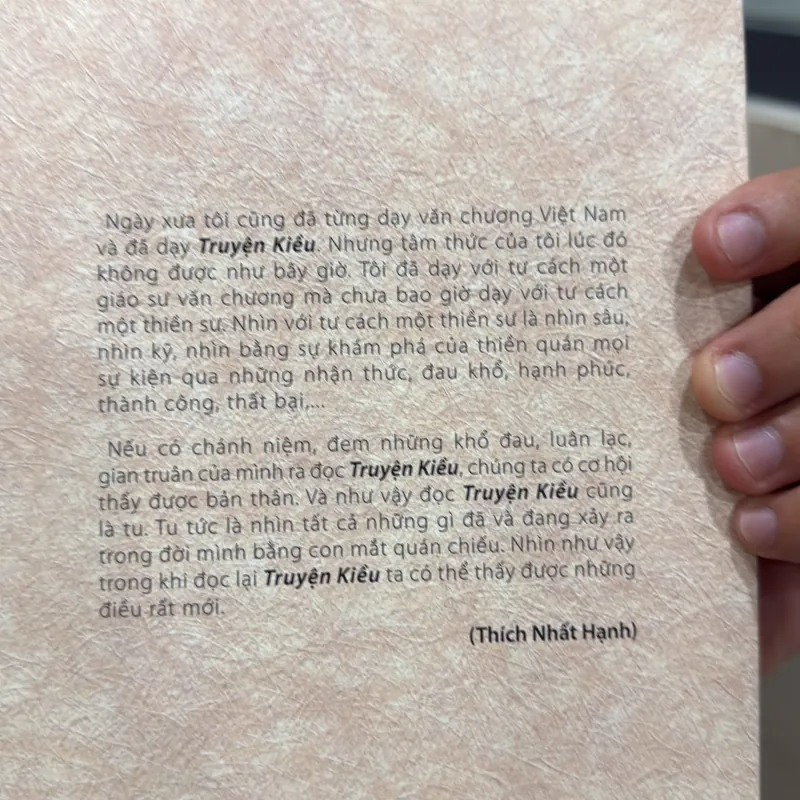 Ngày xưa tôi cũng đã từng dạy văn chương Việt Nam
và đã dạy Truyện Kiều. Nhưng tâm thức của tôi lúc đó
không được như bây giờ. Tôi đã dạy với tư cách một
giáo sư văn chương mà chưa bao giờ dạy với tư cách
một thiền sư. Nhìn với tư cách một thiền sư là nhìn sâu,
nhìn kỹ, nhìn bằng sự khám phá của thiền quán mọi
sự kiện qua những nhận thức, đau khổ, hạnh phúc,
thành công, thất bại,...
Nếu có chánh niệm, đem những khổ đau, luân lạc,
gian truân của mình ra đọc Truyện Kiều, chúng ta có cơ hội
thấy được bản thân. Và như vậy đọc Truyện Kiều cũng
là tu. Tu tức là nhìn tất cả những gì đã và đang xảy ra
trong đời mình bằng con mắt quán chiếu. Nhìn như vậy
trong khi đọc lại Truyện Kiều ta có thể thấy được những
điều rất mới.
(Thích Nhất Hạnh)